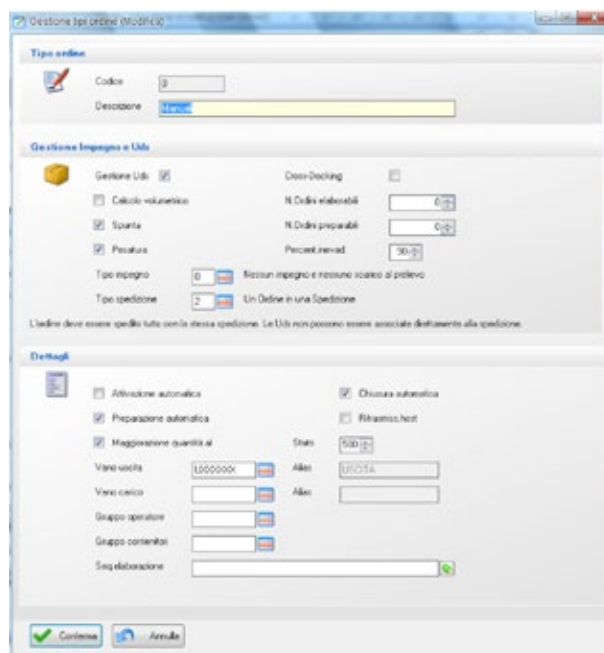 Gestione tipi ordine (Modifica)
Tipo ordine
Codice
Descrizione Manuali
Gestione Impegno e Uds
Gestione Uds Cross-Docking
Calcolo volumetrico N.Ordini elaborabili 0
Spunta N.Ordini preparabili 0
Pesatura Percent.inevad. 90
Tipo impegno 0 Nessun impegno e nessuno scarico al prelievo
Tipo spedizione 2 Un Ordine in una Spedizione
L'ordine deve essere spedito tutto con la stessa spedizione. Le Uds non possono essere associate direttamente alla spedizione.
Dettagli
Attivazione automatica Chiusura automatica
Preparazione automatica Ritrasmiss.host
Maggiorazione quantità al Stato 500
Vano uscita Alias USCITA
Vano carico Alias
Gruppo operatore
Gruppo contenitori
Seq.elaborazione
Conferma Annulla